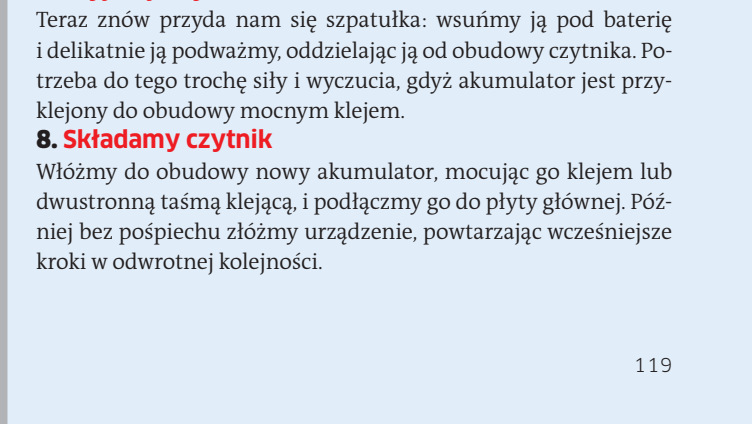 Teraz znów przyda nam się szpatułka: wsuńmy ją pod baterię
i delikatnie ją podważmy, oddzielając ją od obudowy czytnika. Po-
trzeba do tego trochę siły i wyczucia, gdyż akumulator jest przy-
klejony do obudowy mocnym klejem.
8. Składamy czytnik
Włóżmy do obudowy nowy akumulator, mocując go klejem lub
dwustronną taśmą klejącą, i podłączmy go do płyty głównej. Póź-
niej bez pośpiechu złóżmy urządzenie, powtarzając wcześniejsze
kroki w odwrotnej kolejności.
119